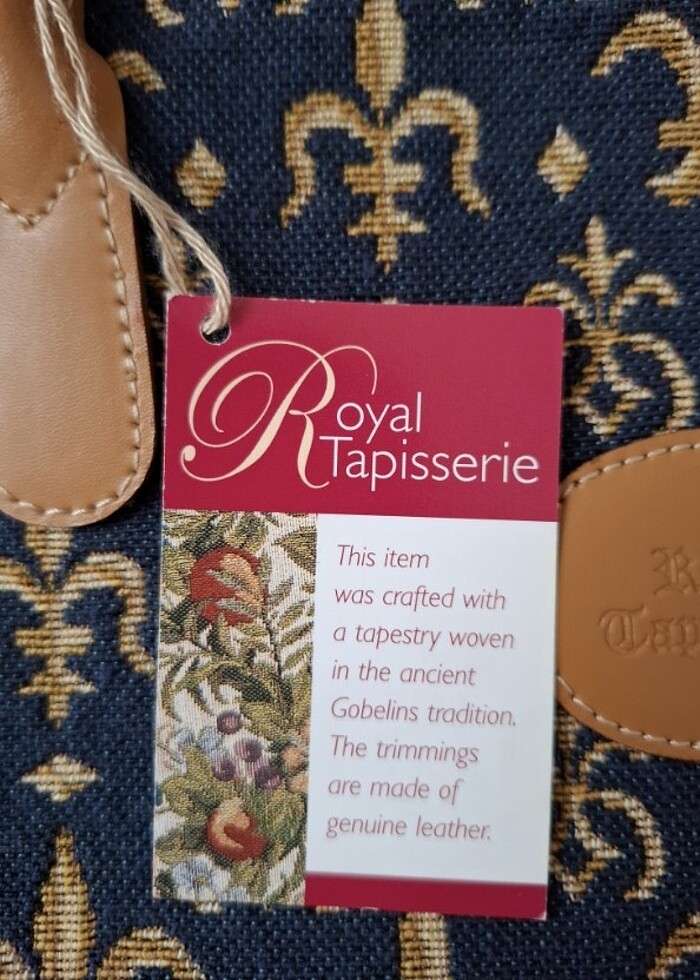 Royal
Tapisserie
This item
was crafted with
a tapestry woven
in the ancient
Gobelins tradition.
The trimmings
are made of
genuine leather.